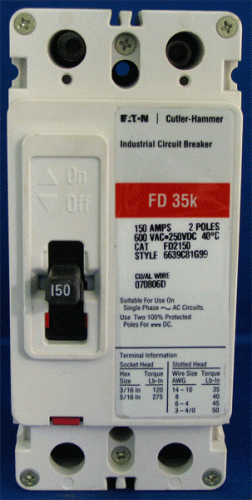 EATON | Cutler-Hammer
Industrial Circuit Breaker
FD 35k
150 AMPS 2 POLES
600 VAC=250VDC 40°C
CAT FD2150
STYLE 6639C81G99
CU/AL WIRE
070806D
Suitable For Use On
Single Phase ~ AC Circuits.
Use Two 100% Protected
Poles For === DC.
Terminal Information
Socket Head Slotted Head
Hex Torque Wire Size Torque
Size Lb-In AWG Lb-In
3/16 In 120 14-10 35
5/16 In 275 8 40
6-4 45
3-4/0 50
On
Off
150